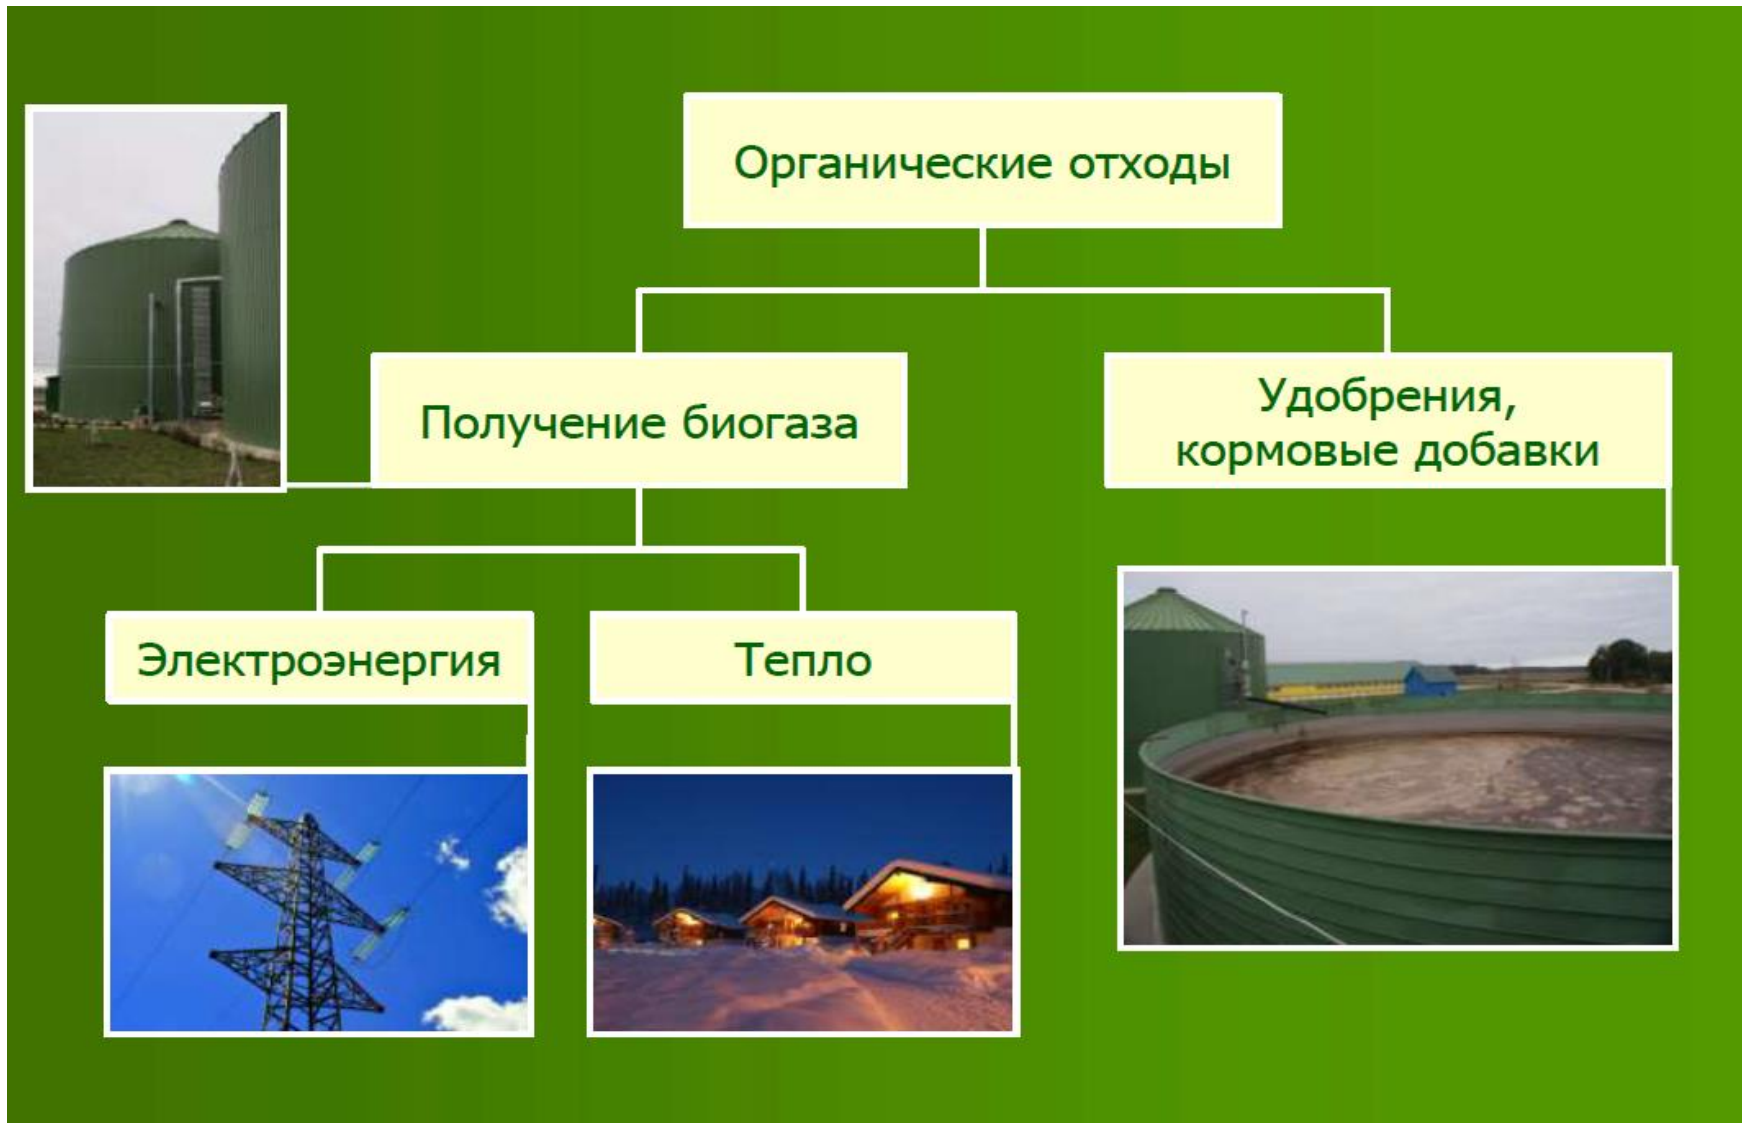 Органические отходы
Получение биогаза
Удобрения,
кормовые добавки
Электроэнергия
Тепло